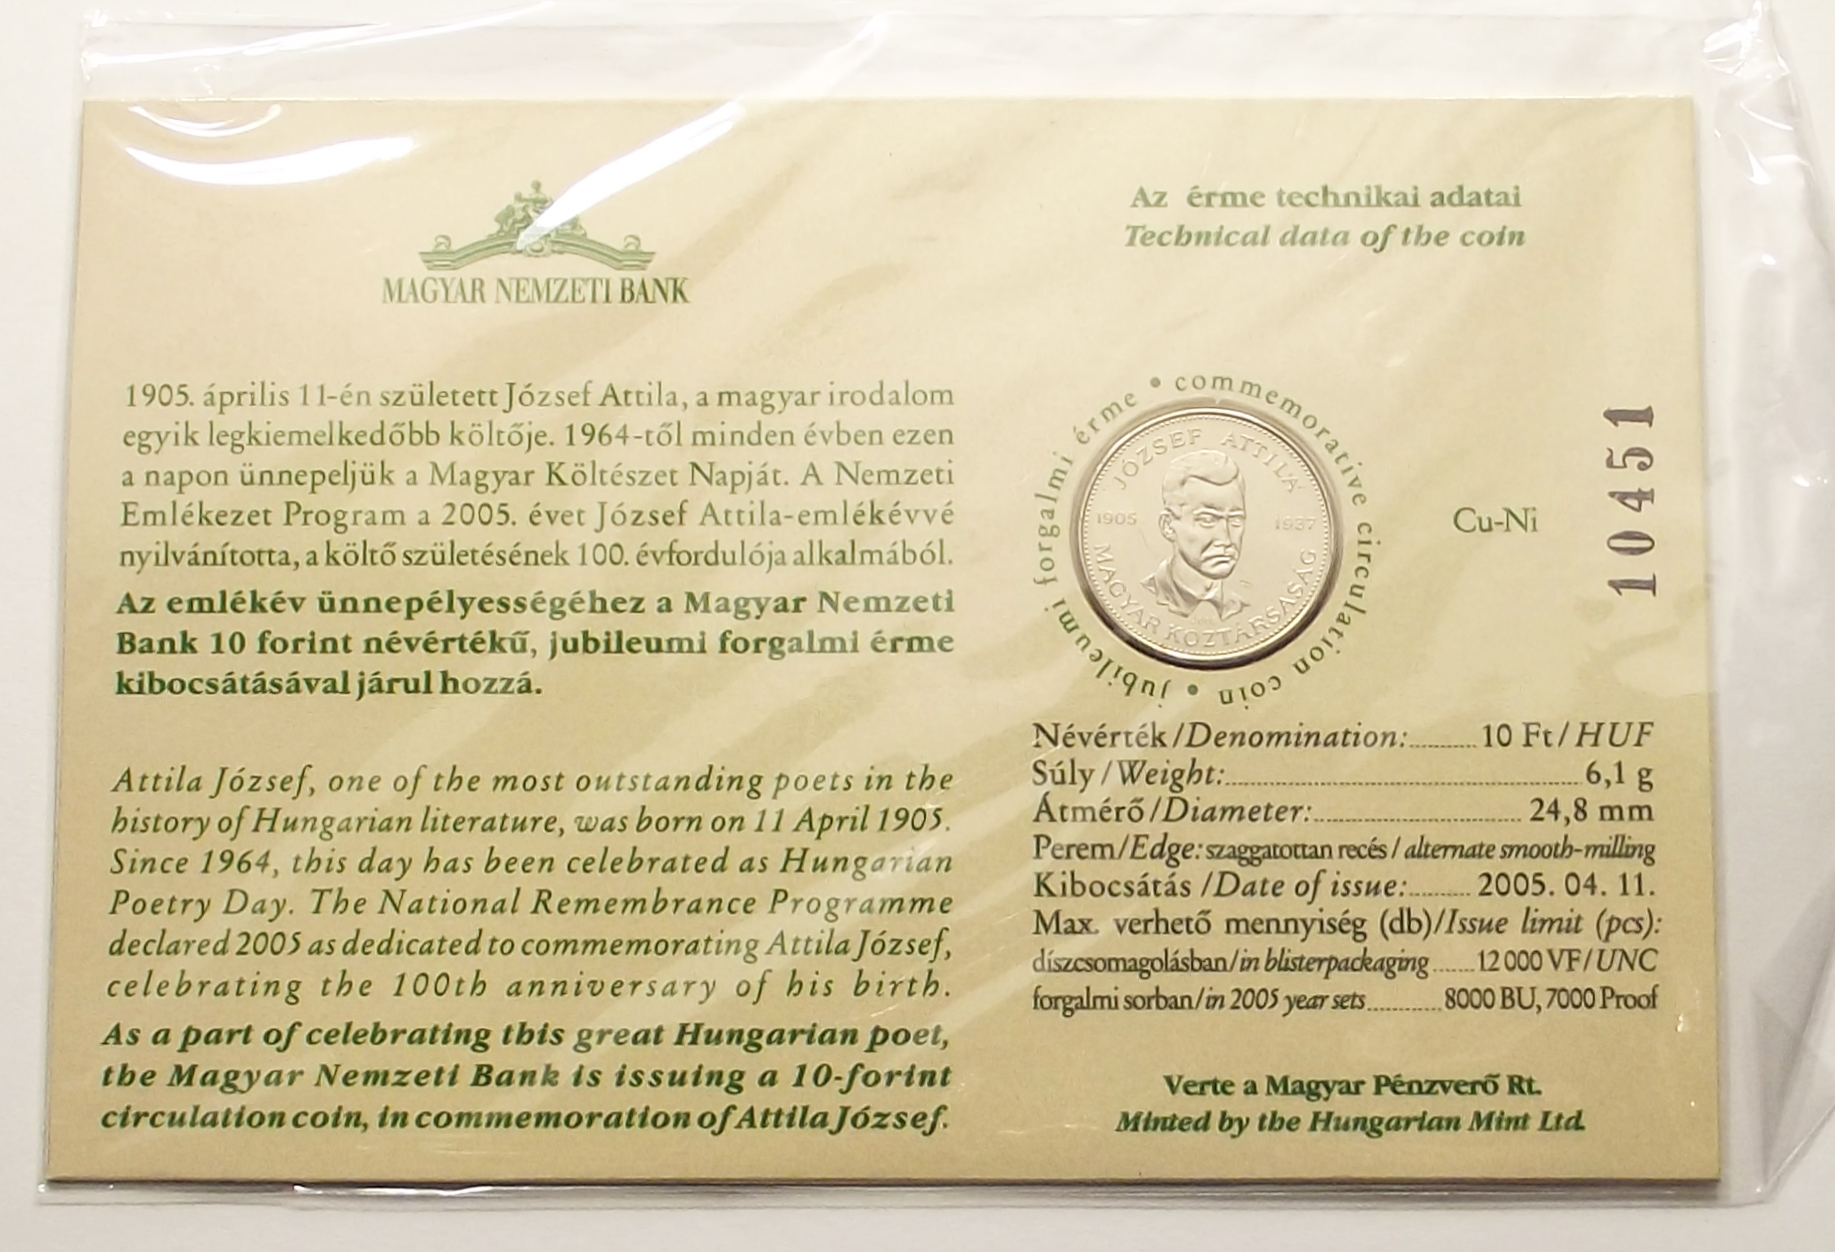 MAGYAR NEMZETI BANK
1905. április 11-én született József Attila, a magyar irodalom
egyik legkiemelkedőbb költője. 1964-től minden évben ezen
a napon ünnepeljük a Magyar Költészet Napját. A Nemzeti
Emlékezet Program a 2005. évet József Attila-emlékévvé
nyilvánította, a költő születésének 100. évfordulója alkalmából.
Az emlékév ünnepélyességéhez a Magyar Nemzeti
Bank 10 forint névértékű, jubileumi forgalmi érme
kibocsátásával járul hozzá.
Attila József, one of the most outstanding poets in the
history of Hungarian literature, was born on 11 April 1905.
Since 1964, this day has been celebrated as Hungarian
Poetry Day. The National Remembrance Programme
declared 2005 as dedicated to commemorating Attila József,
celebrating the 100th anniversary of his birth.
As a part of celebrating this great Hungarian poet,
the Magyar Nemzeti Bank is issuing a 10-forint
circulation coin, in commemoration of Attila József.
Az érme technikai adatai
Technical data of the coin
jubileumi forgalmi érme • commemorative circulation coin •
JÓZSEF ATTILA
1905 1937
MAGYAR KÖZTÁRSASÁG
Cu-Ni
10451
Névérték/Denomination:..........10 Ft/HUF
Súly/Weight:..........6,1 g
Átmérő/Diameter:..........24,8 mm
Perem/Edge: szaggatottan recés / alternate smooth-milling
Kibocsátás /Date of issue:..........2005. 04. 11.
Max. verhető mennyiség (db)/Issue limit (pcs):
díszcsomagolásban/in blisterpackaging.......12 000 VF/UNC
forgalmi sorban/in 2005 year sets............8000 BU, 7000 Proof
Verte a Magyar Pénzverő Rt.
Minted by the Hungarian Mint Ltd.